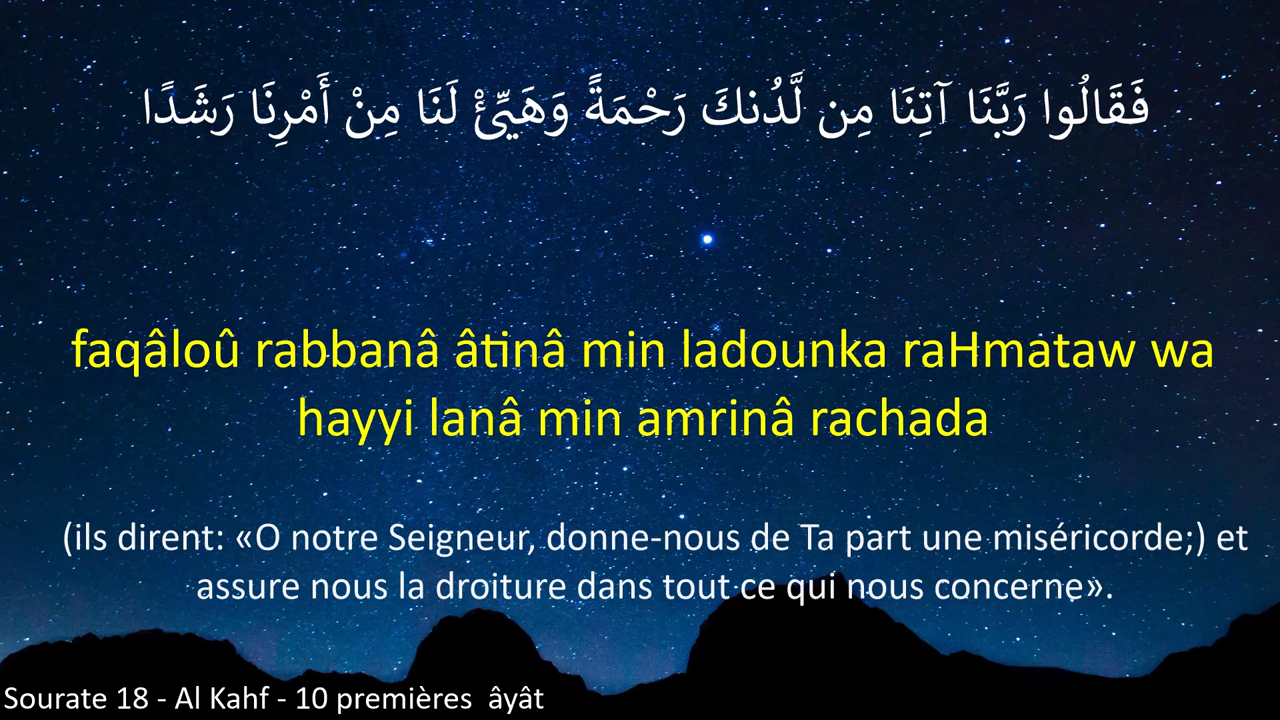 فَقَالُوا رَبَّنَا آتِنَا مِن لَّدُنكَ رَحْمَةً وَهَيِّئْ لَنَا مِنْ أَمْرِنَا رَشَدًا
faqâloû rabbanâ âtinâ min ladounka raHmataw wa
hayyi lanâ min amrinâ rachada
(ils dirent: «O notre Seigneur, donne-nous de Ta part une miséricorde;) et
assure nous la droiture dans tout ce qui nous concerne».
Sourate 18 - Al Kahf - 10 premières  âyât